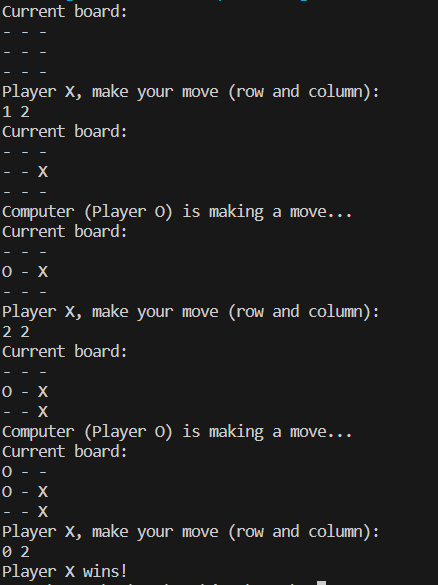 Current board:
- - -
- - -
- - -
Player X, make your move (row and column):
1 2
Current board:
- - -
- - X
- - -
Computer (Player O) is making a move...
Current board:
- - -
O - X
- - -
Player X, make your move (row and column):
2 2
Current board:
- - -
O - X
- - X
Computer (Player O) is making a move...
Current board:
O - -
O - X
- - X
Player X, make your move (row and column):
0 2
Player X wins!